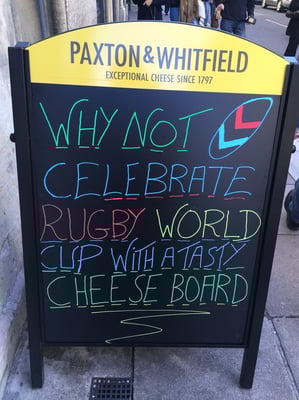 PAXTON & WHITFIELD
EXCEPTIONAL CHEESE SINCE 1797
WHY NOT
CELEBRATE
RUGBY WORLD
CUP WITH A TASTY
CHEESE BOARD